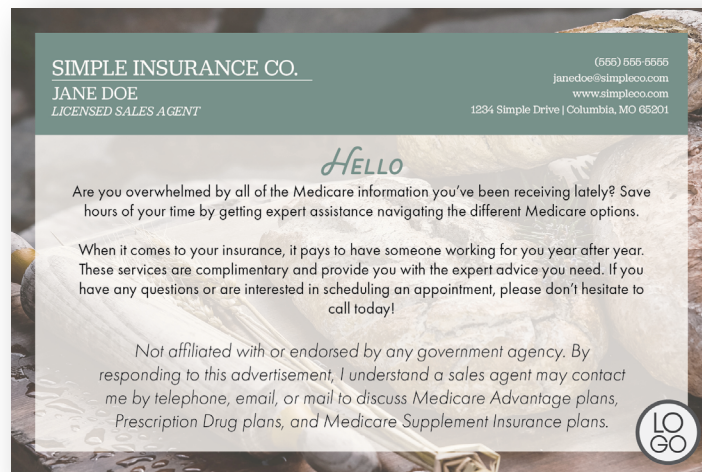 SIMPLE INSURANCE CO.
JANE DOE
LICENSED SALES AGENT
(555) 555-5555
janedoe@simpleco.com
www.simpleco.com
1234 Simple Drive | Columbia, MO 65201
HELLO
Are you overwhelmed by all of the Medicare information you've been receiving lately? Save
hours of your time by getting expert assistance navigating the different Medicare options.
When it comes to your insurance, it pays to have someone working for you year after year.
These services are complimentary and provide you with the expert advice you need. If you
have any questions or are interested in scheduling an appointment, please don't hesitate to
call today!
Not affiliated with or endorsed by any government agency. By
responding to this advertisement, I understand a sales agent may contact
me by telephone, email, or mail to discuss Medicare Advantage plans,
Prescription Drug plans, and Medicare Supplement Insurance plans.
LO
GO